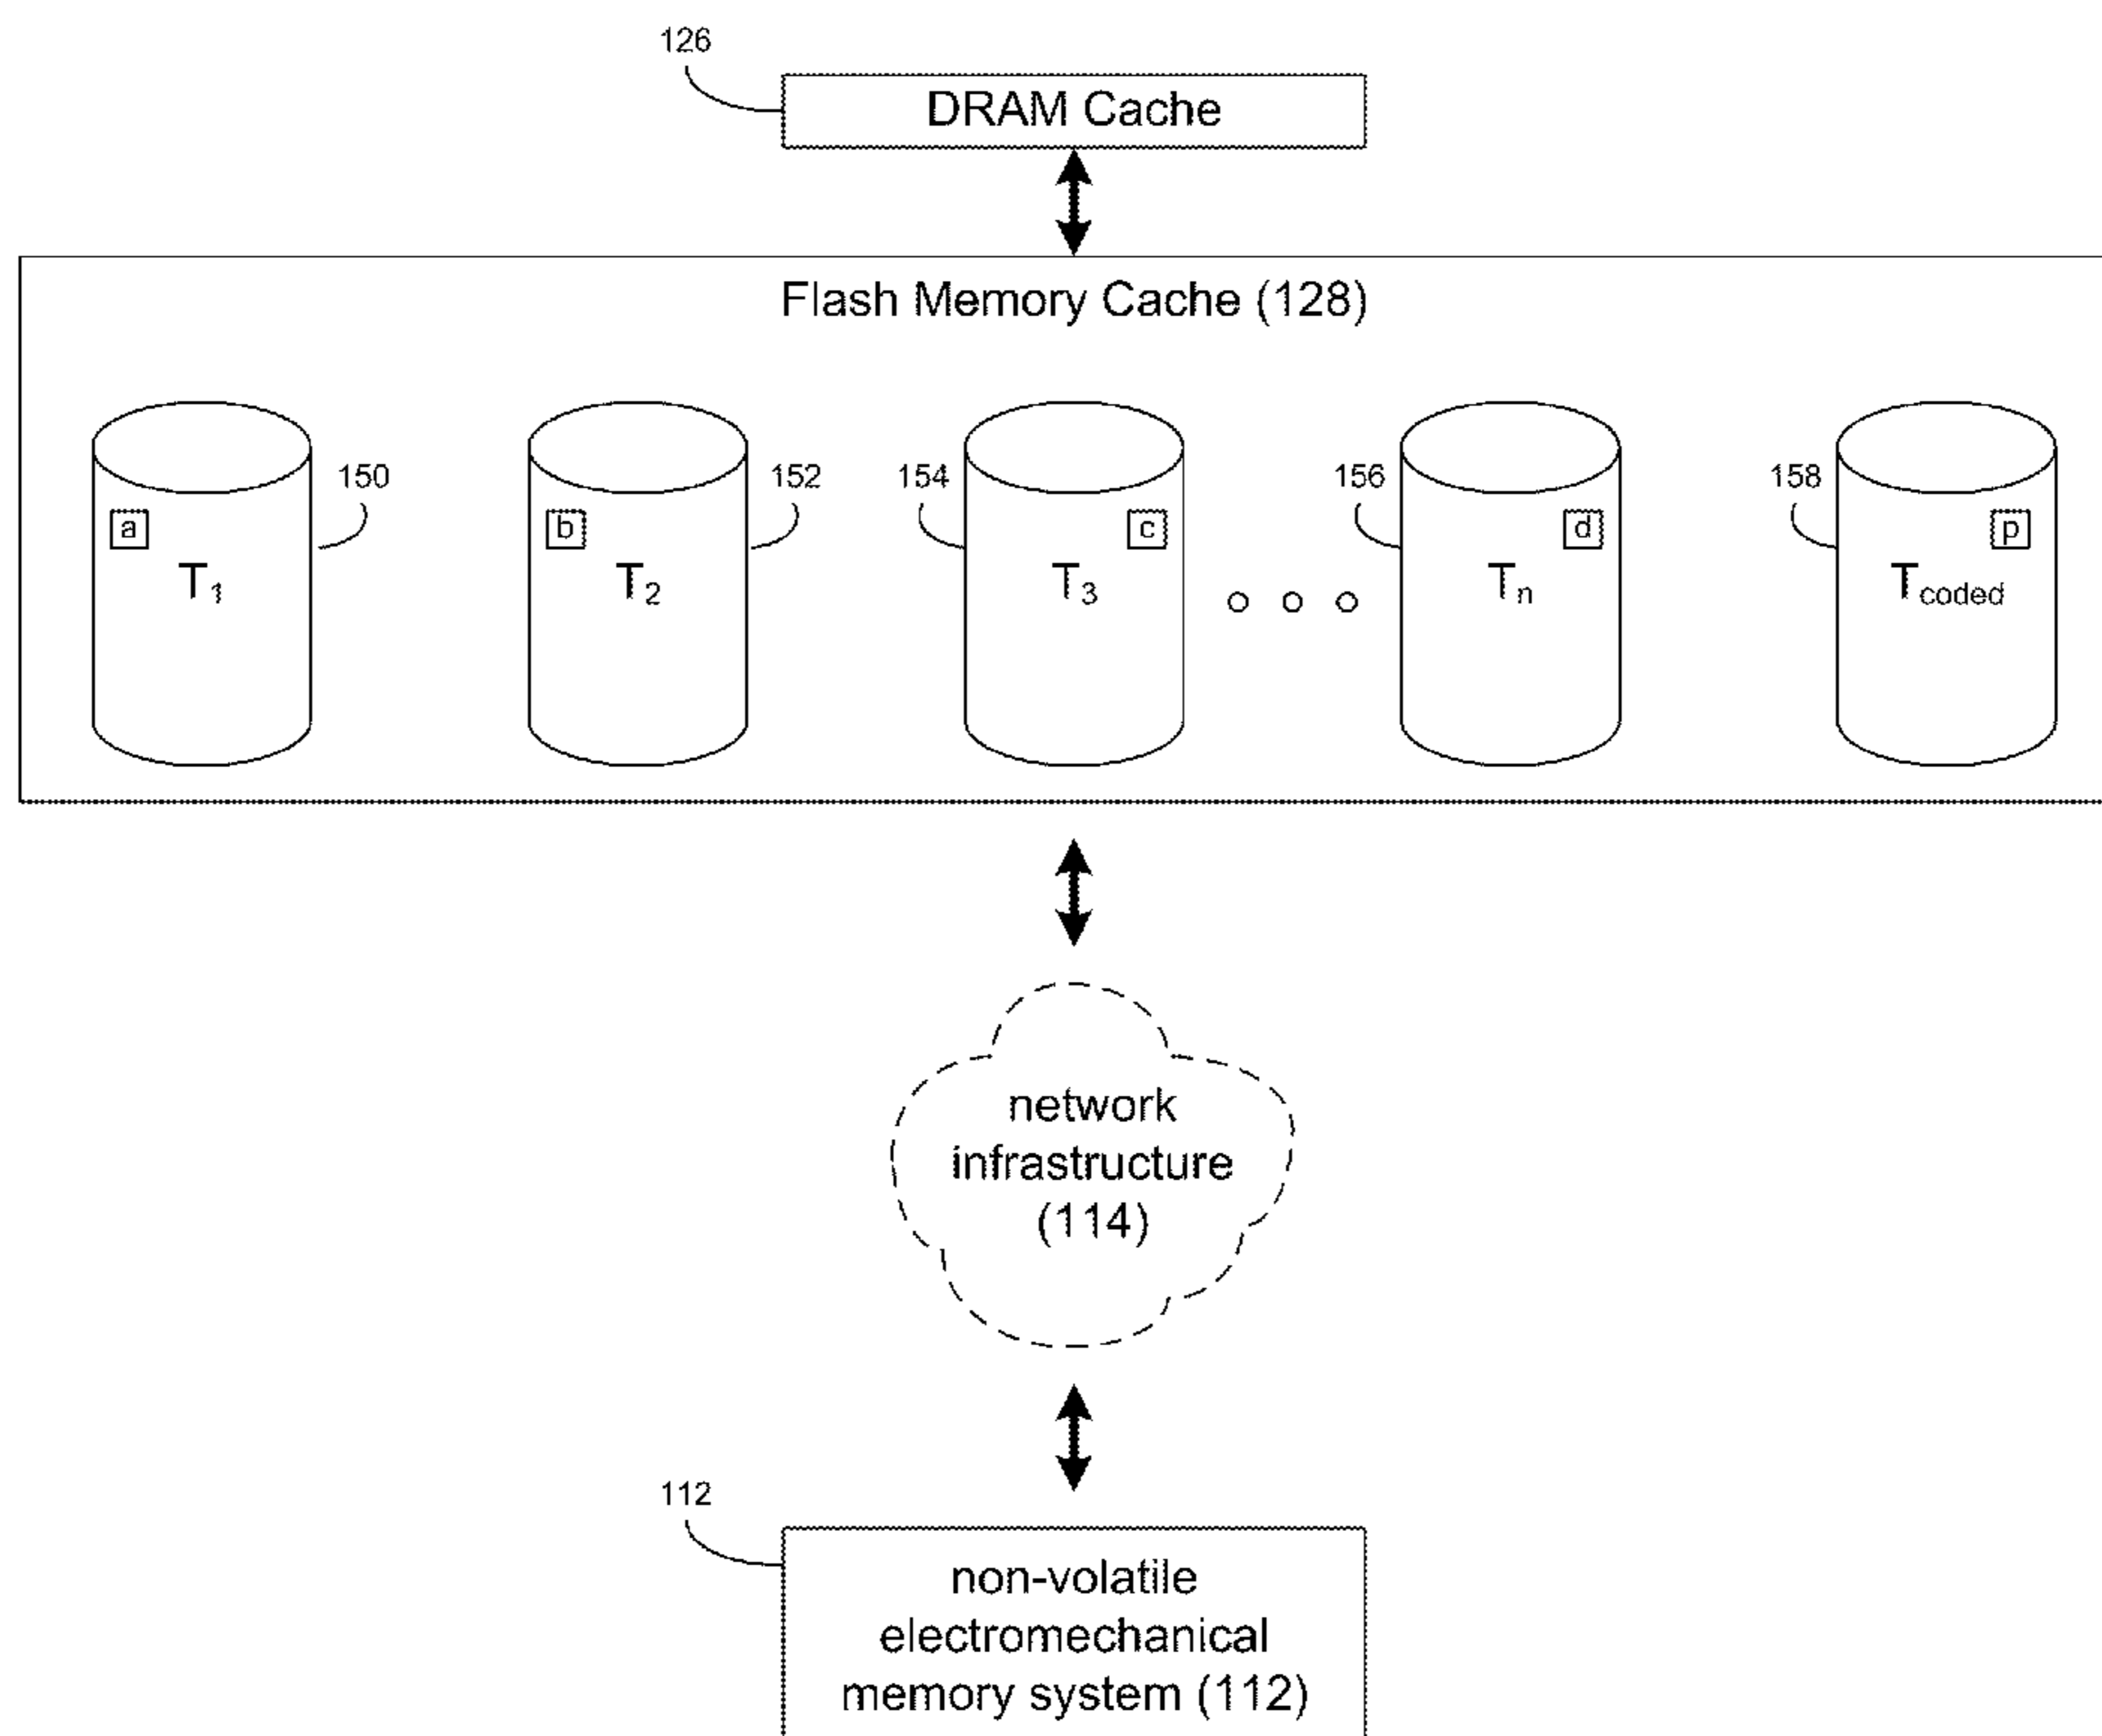 126
DRAM Cache
Flash Memory Cache (128)
150
152
154
156
158
a
b
c
d
p
T1
T2
T3
Tn
Tcoded
network
infrastructure
(114)
112
non-volatile
electromechanical
memory system (112)